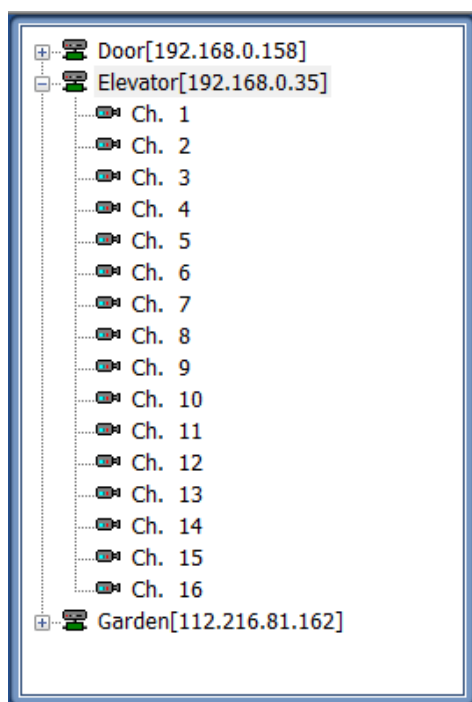 Door[192.168.0.158]
Elevator[192.168.0.35]
Ch. 1
Ch. 2
Ch. 3
Ch. 4
Ch. 5
Ch. 6
Ch. 7
Ch. 8
Ch. 9
Ch. 10
Ch. 11
Ch. 12
Ch. 13
Ch. 14
Ch. 15
Ch. 16
Garden[112.216.81.162]